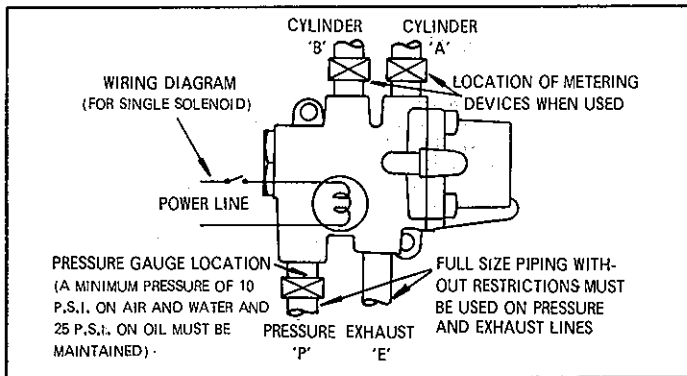 CYLINDER
'B'
CYLINDER
'A'
WIRING DIAGRAM
(FOR SINGLE SOLENOID)
LOCATION OF METERING
DEVICES WHEN USED
POWER LINE
PRESSURE GAUGE LOCATION
(A MINIMUM PRESSURE OF 10
P.S.I. ON AIR AND WATER AND
25 P.S.I. ON OIL MUST BE
MAINTAINED).
PRESSURE
'P'
EXHAUST
'E'
FULL SIZE PIPING WITH-
OUT RESTRICTIONS MUST
BE USED ON PRESSURE
AND EXHAUST LINES